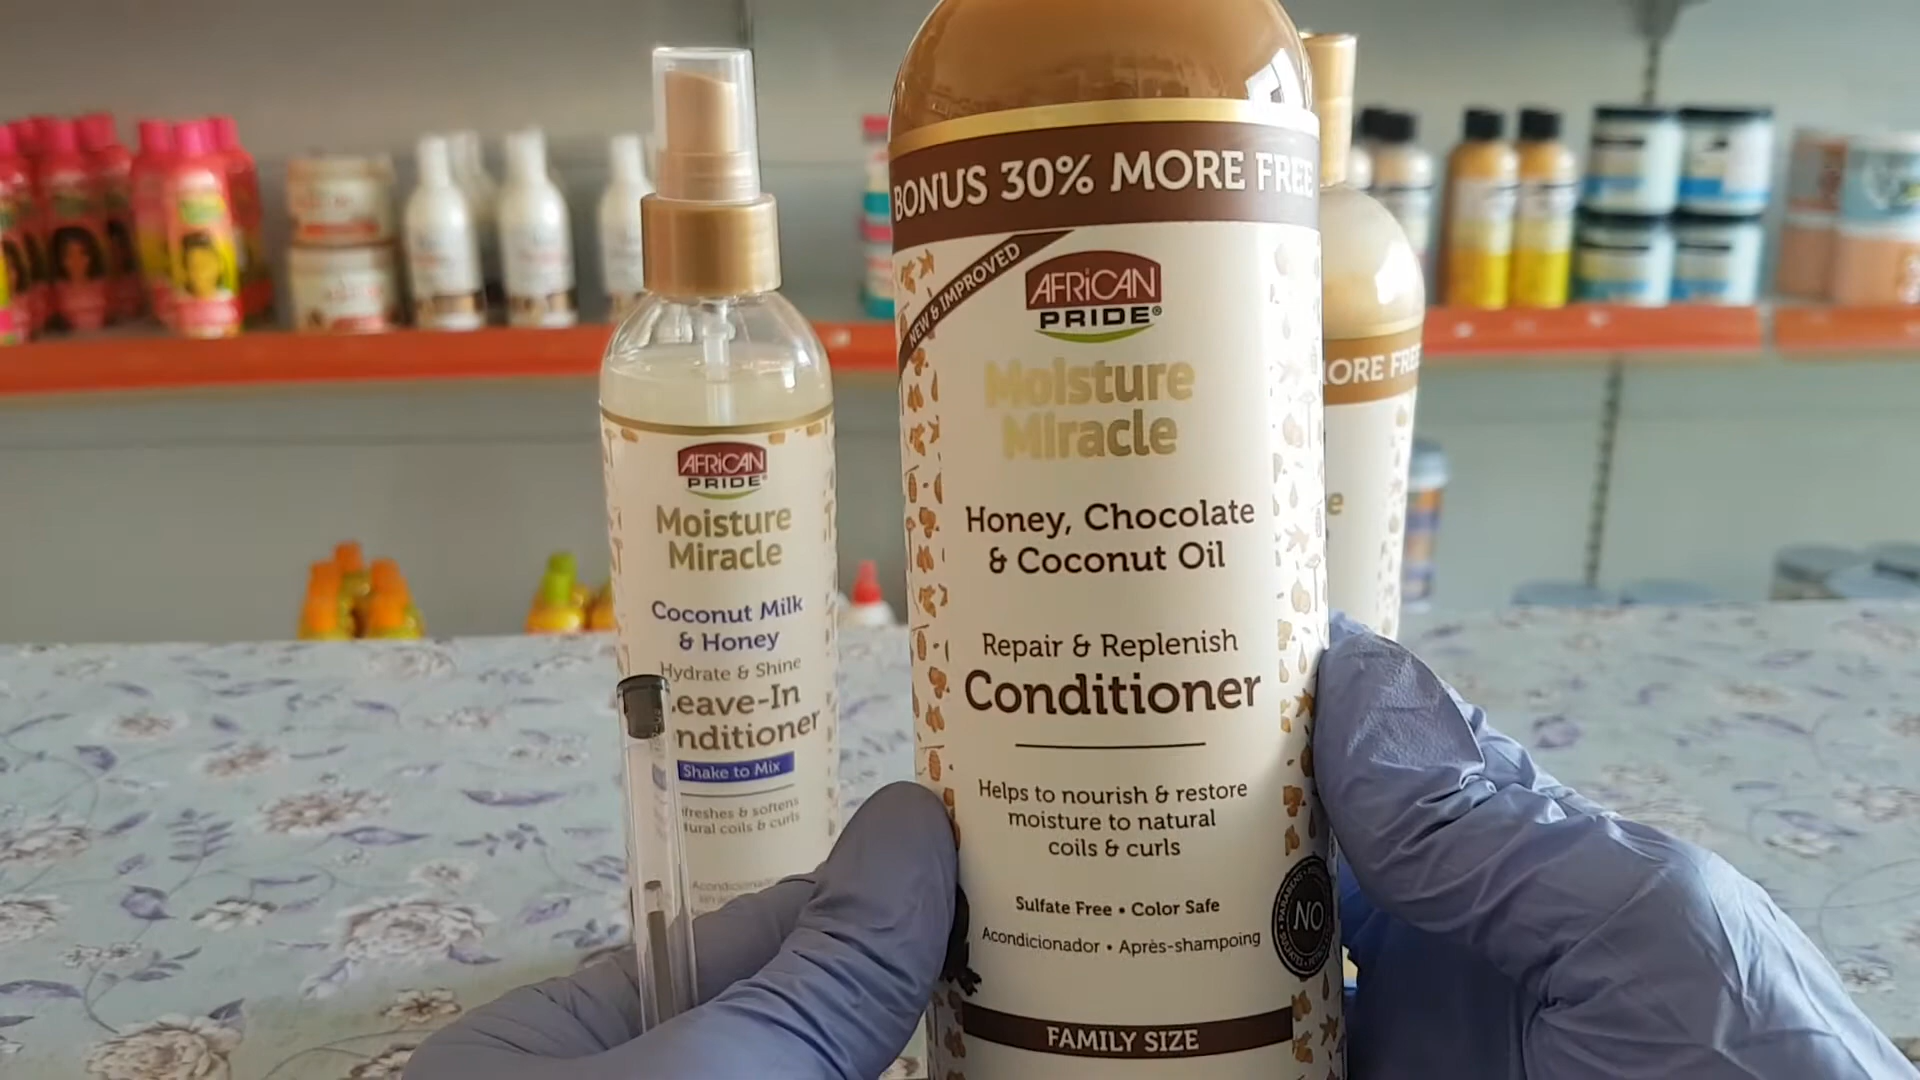 BONUS 30% MORE FREE
NEW & IMPROVED
AFRICAN
PRIDE®
Moisture
Miracle
Honey, Chocolate
& Coconut Oil
Repair & Replenish
Conditioner
Helps to nourish & restore
moisture to natural
coils & curls
Sulfate Free • Color Safe
Acondicionador • Après-shampoing
NO
FAMILY SIZE
AFRICAN
PRIDE®
Moisture
Miracle
Coconut Milk
& Honey
Hydrate & Shine
eave-In
nditioner
Shake to Mix
freshes & softens
tural coils & curls
ORE FREE